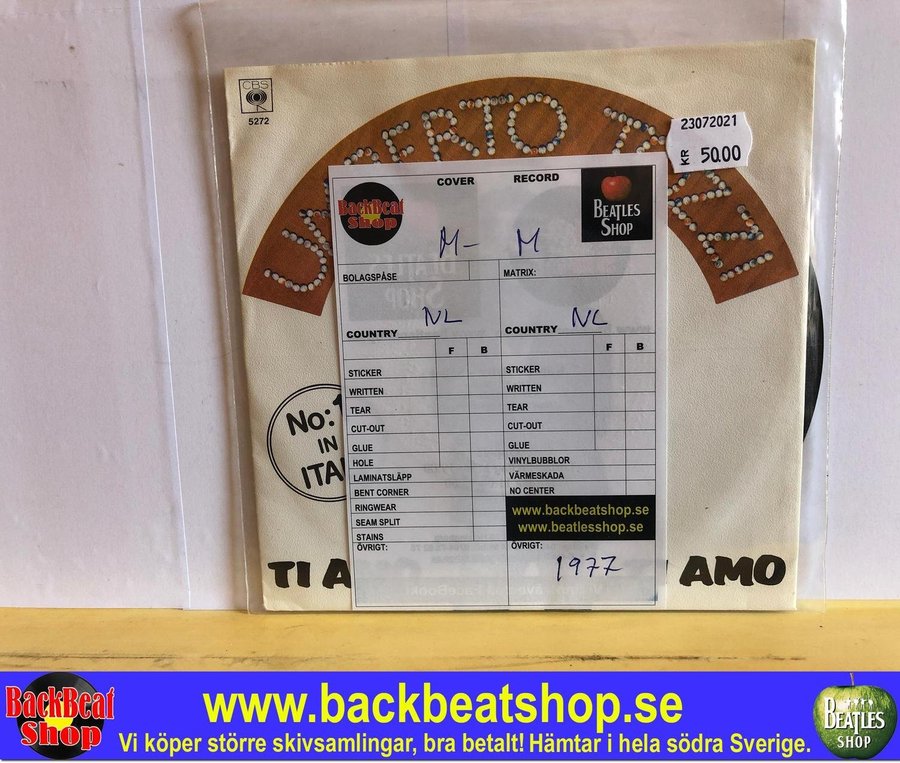 CBS
5272
UMBERTO TOZZI
23072021
KR 50.00
COVER RECORD
BackBeat
Shop
BEATLES
SHOP
M- M
BOLAGSPÅSE MATRIX:
NL NL
COUNTRY COUNTRY
F B F B
STICKER STICKER
WRITTEN WRITTEN
TEAR TEAR
CUT-OUT CUT-OUT
GLUE GLUE
HOLE VINYLBUBBLOR
LAMINATSLÄPP VÄRMESKADA
BENT CORNER NO CENTER
RINGWEAR
SEAM SPLIT
STAINS
www.backbeatshop.se
www.beatlesshop.se
ÖVRIGT: ÖVRIGT:
1977
No: 1
IN
ITA
TI A I AMO
BackBeat
Shop
www.backbeatshop.se
Vi köper större skivsamlingar, bra betalt! Hämtar i hela södra Sverige.
BEATLES
SHOP